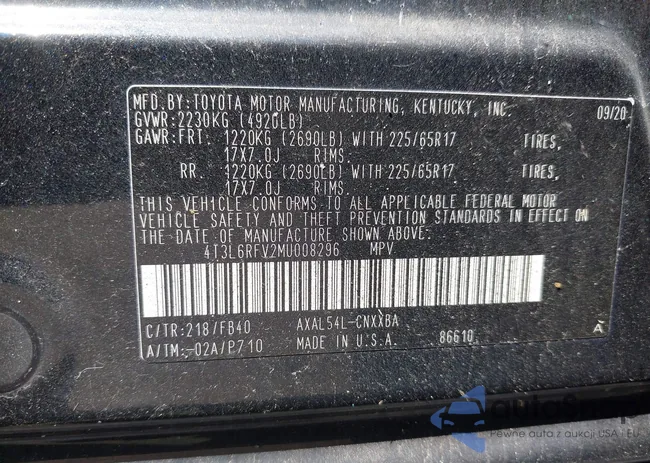 MFD.BY:TOYOTA MOTOR MANUFACTURING, KENTUCKY, INC. 09/20
GVWR:2230KG (4920LB)
GAWR:FRT. 1220KG (2690LB) WITH 225/65R17 TIRES,
17X7.0J RIMS.
RR. 1220KG (2690LB) WITH 225/65R17 TIRES,
17X7.0J RIMS.
THIS VEHICLE CONFORMS TO ALL APPLICABLE FEDERAL MOTOR
VEHICLE SAFETY AND THEFT PREVENTION STANDARDS IN EFFECT ON
THE DATE OF MANUFACTURE SHOWN ABOVE.
4T3L6RFV2MU008296 MPV
C/TR:218/FB40 AXAL54L-CNXXBA A
A/TM:-02A/P710 MADE IN U.S.A. 86610
Pewne auta z aukcji USA i EU